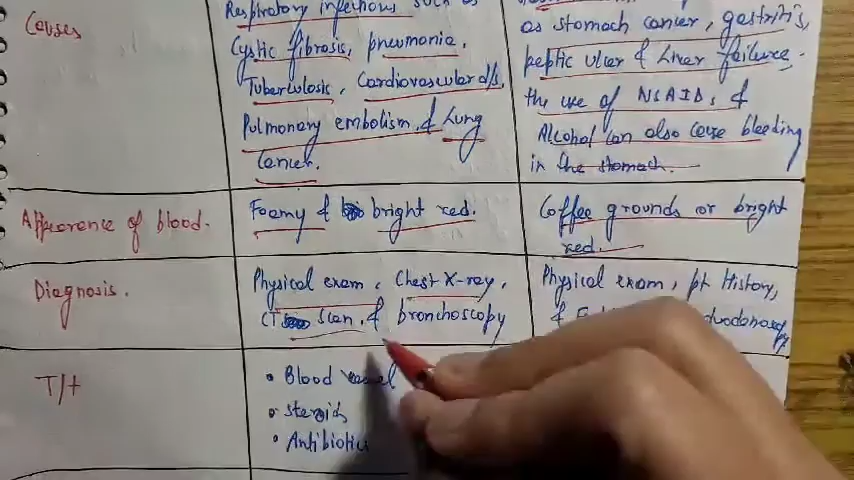 Causes
Respiratory infections such as
Cystic fibrosis, pneumonia,
Tuberculosis, Cardiovascular d/s,
Pulmonary embolism, & Lung
Cancer.
as stomach cancer, gastritis,
peptic ulcer & Liver failure,
the use of NSAIDs, &
Alcohol can also cause bleeding
in the stomach.
Appearence of blood.
Foamy & bright red.
Coffee grounds or bright
red.
Diagnosis.
Physical exam, Chest X-ray,
CT Scan, & bronchoscopy
Physical exam, pt History,
&
T/t
• Blood vessel
• Steroids
• Antibiotics